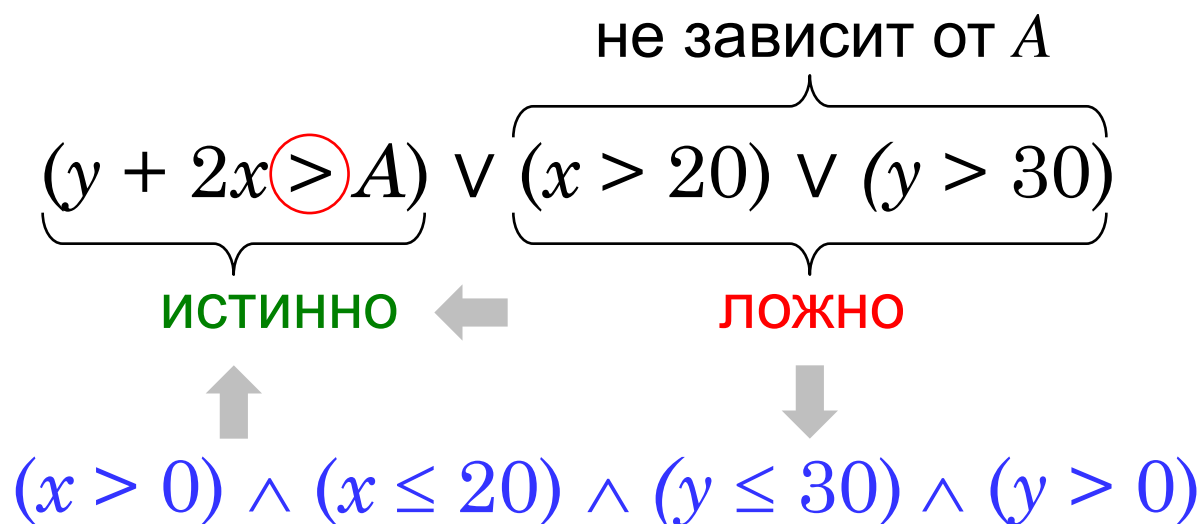 не зависит от A
(y + 2x > A) ∨ (x > 20) ∨ (y > 30)
истинно ложно
(x > 0) ∧ (x ≤ 20) ∧ (y ≤ 30) ∧ (y > 0)